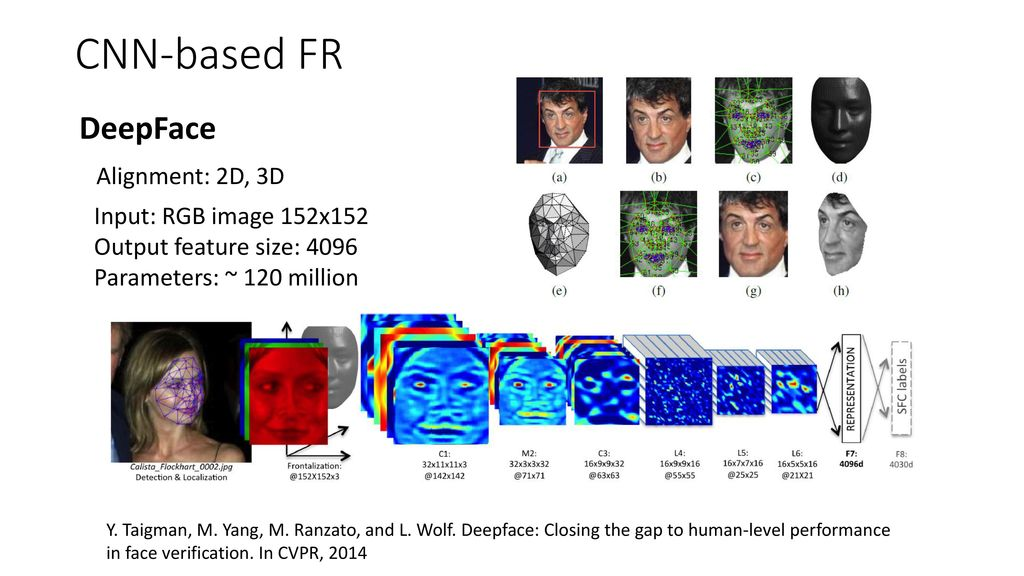 CNN-based FR
DeepFace
Alignment: 2D, 3D
Input: RGB image 152x152
Output feature size: 4096
Parameters: ~ 120 million
(a) (b) (c) (d)
(e) (f) (g) (h)
REPRESENTATION
SFC labels
Calista_Flockhart_0002.jpg
Detection & Localization
Frontalization:
@152X152x3
C1:
32x11x11x3
@142x142
M2:
32x3x3x32
@71x71
C3:
16x9x9x32
@63x63
L4:
16x9x9x16
@55x55
L5:
16x7x7x16
@25x25
L6:
16x5x5x16
@21X21
F7:
4096d
F8:
4030d
Y. Taigman, M. Yang, M. Ranzato, and L. Wolf. Deepface: Closing the gap to human-level performance
in face verification. In CVPR, 2014